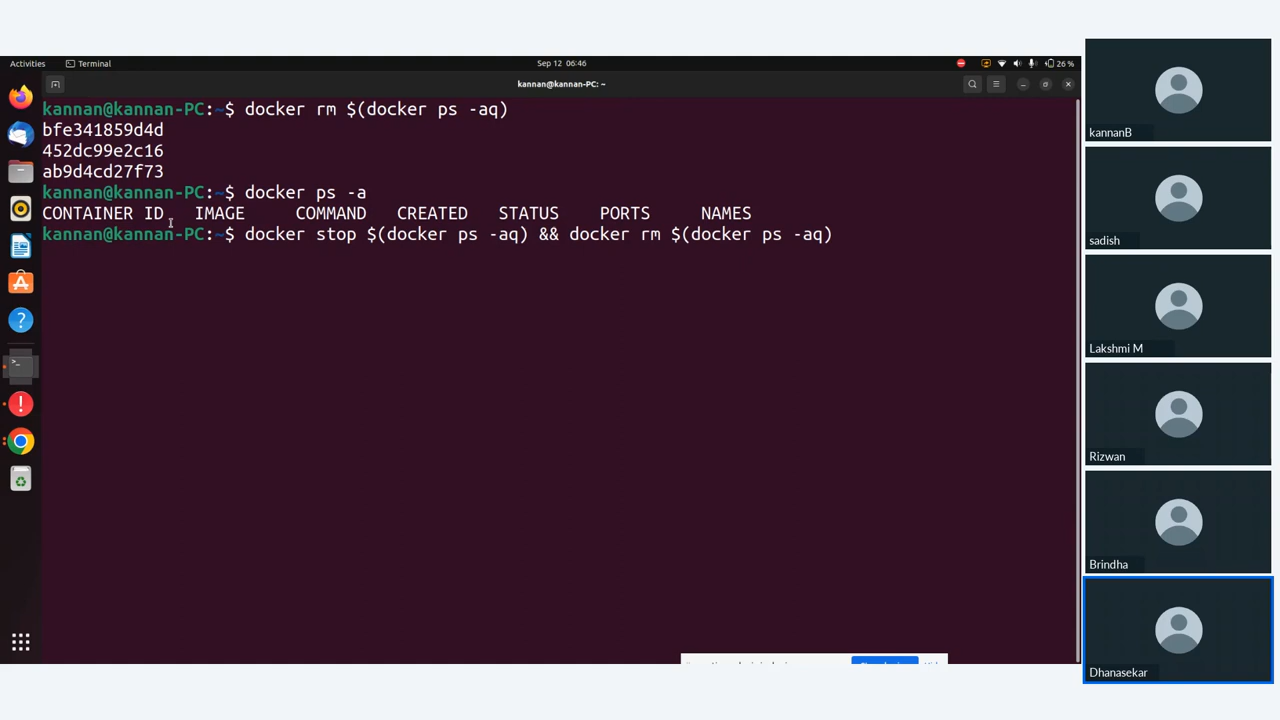 Activities
Terminal
Sep 12 06:46
26 %
kannan@kannan-PC: ~
kannan@kannan-PC:~$ docker rm $(docker ps -aq)
bfe341859d4d
452dc99e2c16
ab9d4cd27f73
kannan@kannan-PC:~$ docker ps -a
CONTAINER ID IMAGE COMMAND CREATED STATUS PORTS NAMES
kannan@kannan-PC:~$ docker stop $(docker ps -aq) && docker rm $(docker ps -aq)
kannanB
sadish
Lakshmi M
Rizwan
Brindha
Dhanasekar